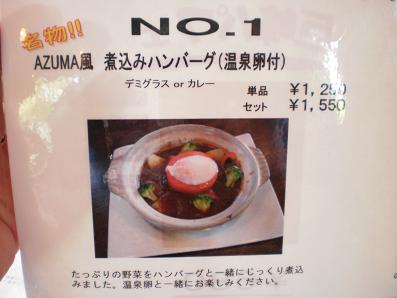 NO.1
名物!!
AZUMA風 煮込みハンバーグ(温泉卵付)
デミグラス or カレー
単品 ¥1,250
セット ¥1,550
たっぷりの野菜をハンバーグと一緒にじっくり煮込
みました。温泉卵と一緒にお楽しみください。